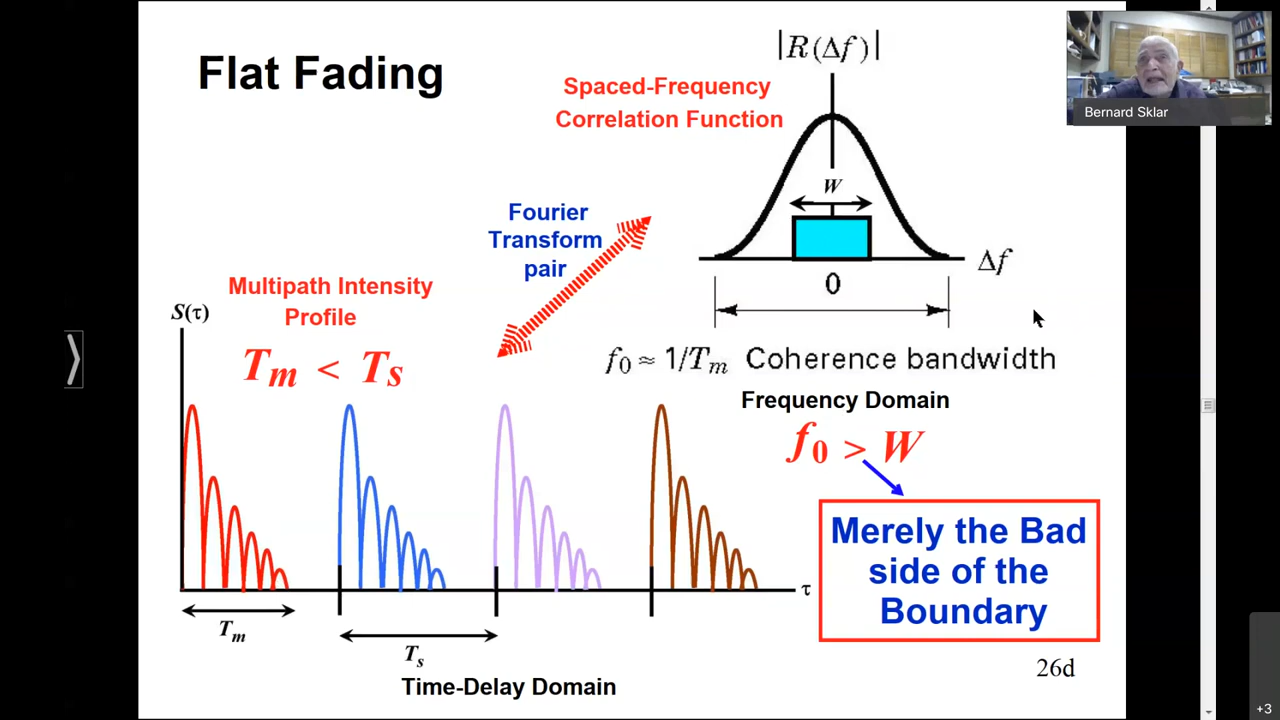 Flat Fading
|R(Δf)|
Spaced-Frequency
Correlation Function
Bernard Sklar
W
Fourier
Transform
pair
Δf
0
Multipath Intensity
Profile
S(τ)
Tₘ < Tₛ
f₀ ≈ 1/Tₘ Coherence bandwidth
Frequency Domain
f₀ > W
Merely the Bad
side of the
Boundary
τ
Tₘ
Tₛ
Time-Delay Domain
26d
+3